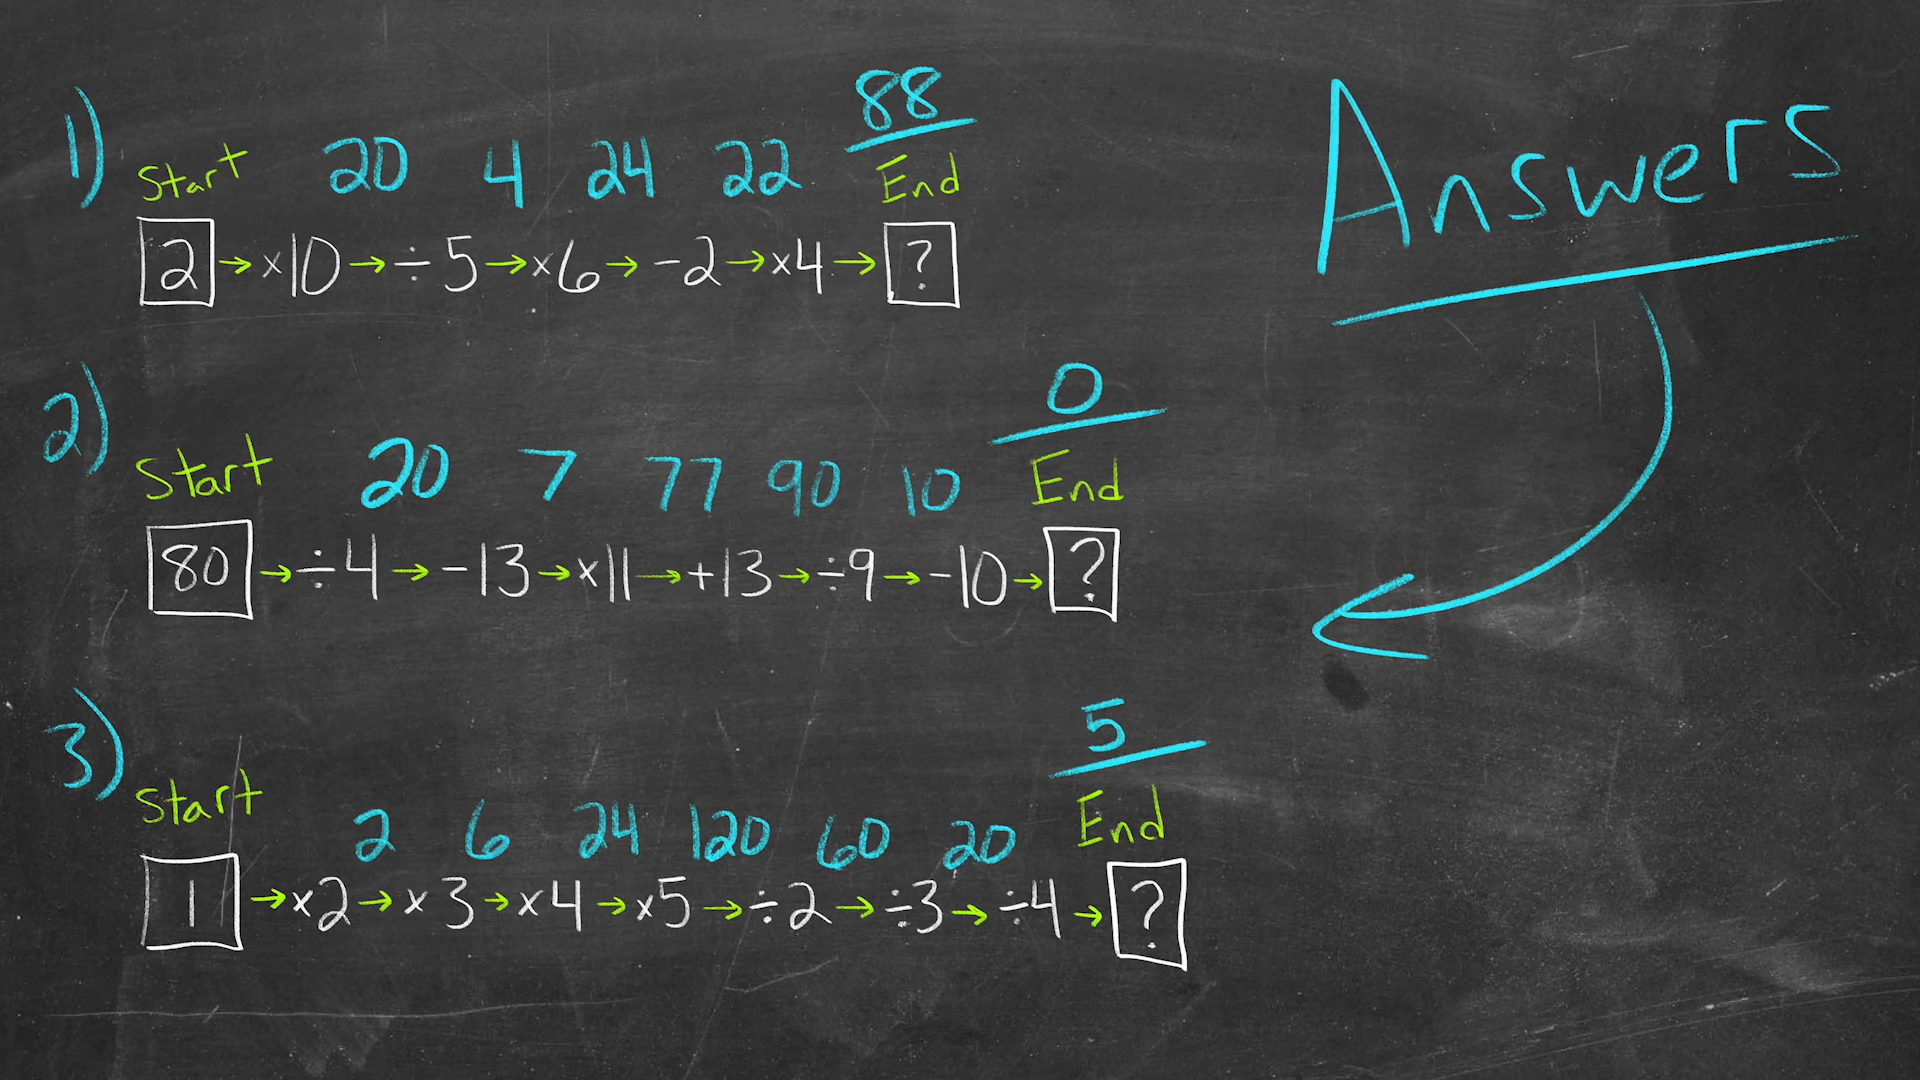 Answers
1)
88
Start 20 4 24 22 End
2 → ×10 → ÷5 → ×6 → -2 → ×4 → ?
2)
0
Start 20 7 77 90 10 End
80 → ÷4 → -13 → ×11 → +13 → ÷9 → -10 → ?
3)
5
Start 2 6 24 120 60 20 End
1 → ×2 → ×3 → ×4 → ×5 → ÷2 → ÷3 → ÷4 → ?